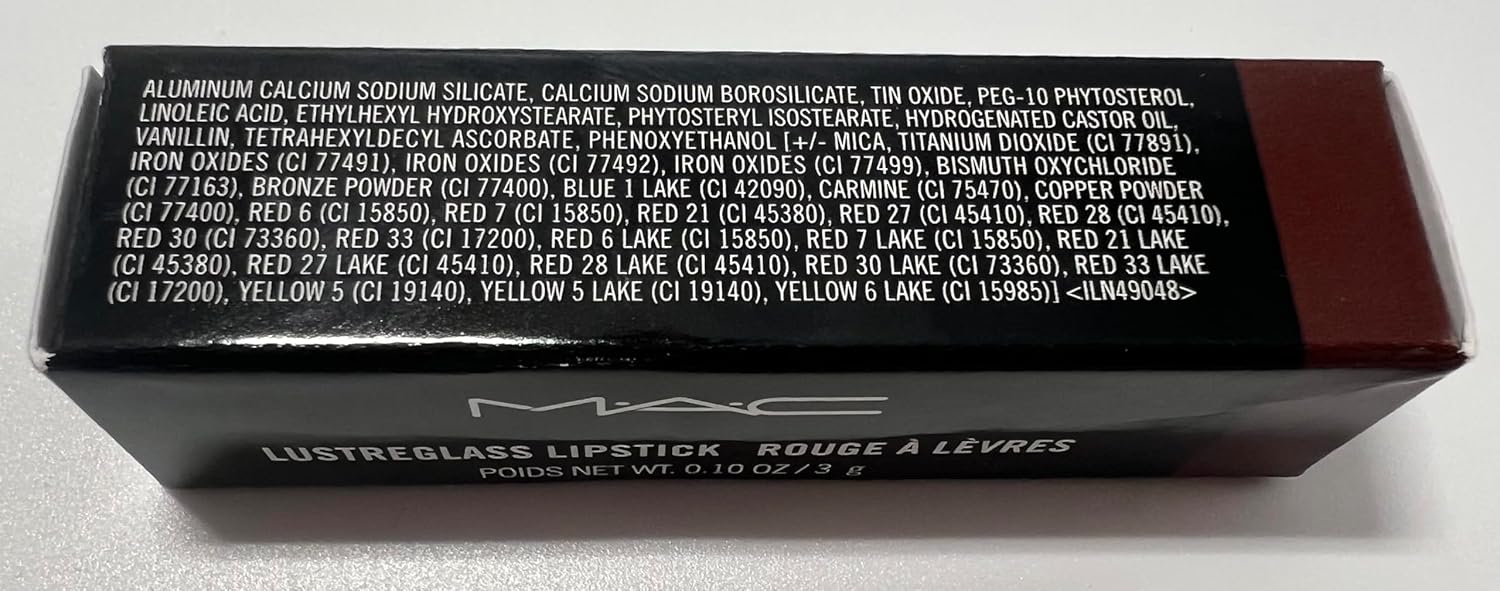 ALUMINUM CALCIUM SODIUM SILICATE, CALCIUM SODIUM BOROSILICATE, TIN OXIDE, PEG-10 PHYTOSTEROL,
LINOLEIC ACID, ETHYLHEXYL HYDROXYSTEARATE, PHYTOSTERYL ISOSTEARATE, HYDROGENATED CASTOR OIL,
VANILLIN, TETRAHEXYLDECYL ASCORBATE, PHENOXYETHANOL [+/- MICA, TITANIUM DIOXIDE (CI 77891),
IRON OXIDES (CI 77491), IRON OXIDES (CI 77492), IRON OXIDES (CI 77499), BISMUTH OXYCHLORIDE
(CI 77163), BRONZE POWDER (CI 77400), BLUE 1 LAKE (CI 42090), CARMINE (CI 75470), COPPER POWDER
(CI 77400), RED 6 (CI 15850), RED 7 (CI 15850), RED 21 (CI 45380), RED 27 (CI 45410), RED 28 (CI 45410),
RED 30 (CI 73360), RED 33 (CI 17200), RED 6 LAKE (CI 15850), RED 7 LAKE (CI 15850), RED 21 LAKE
(CI 45380), RED 27 LAKE (CI 45410), RED 28 LAKE (CI 45410), RED 30 LAKE (CI 73360), RED 33 LAKE
(CI 17200), YELLOW 5 (CI 19140), YELLOW 5 LAKE (CI 19140), YELLOW 6 LAKE (CI 15985)] <ILN49048>
M·A·C
LUSTREGLASS LIPSTICK ROUGE À LÈVRES
POIDS NET WT. 0.10 OZ / 3 g